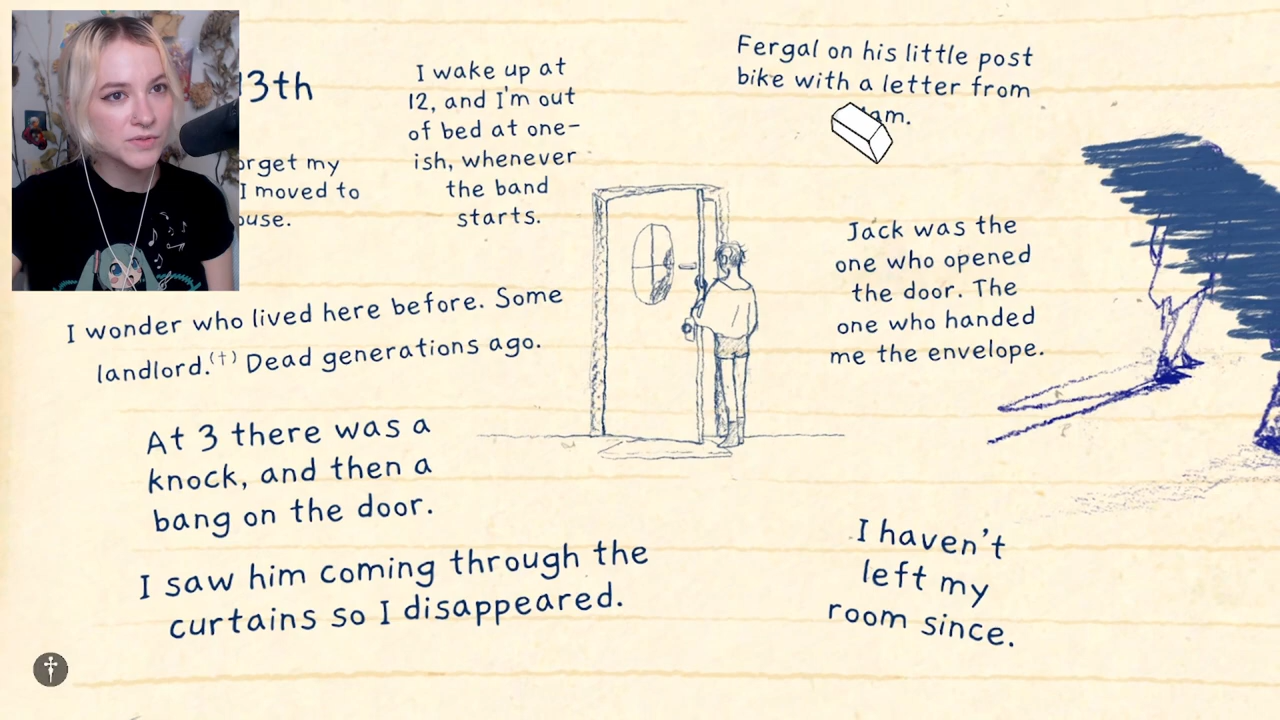 13th
orget my
I moved to
ouse.
I wake up at
12, and I'm out
of bed at one-
ish, whenever
the band
starts.
I wonder who lived here before. Some
landlord.(†) Dead generations ago.
At 3 there was a
knock, and then a
bang on the door.
I saw him coming through the
curtains so I disappeared.
Fergal on his little post
bike with a letter from
am.
Jack was the
one who opened
the door. The
one who handed
me the envelope.
I haven't
left my
room since.
†